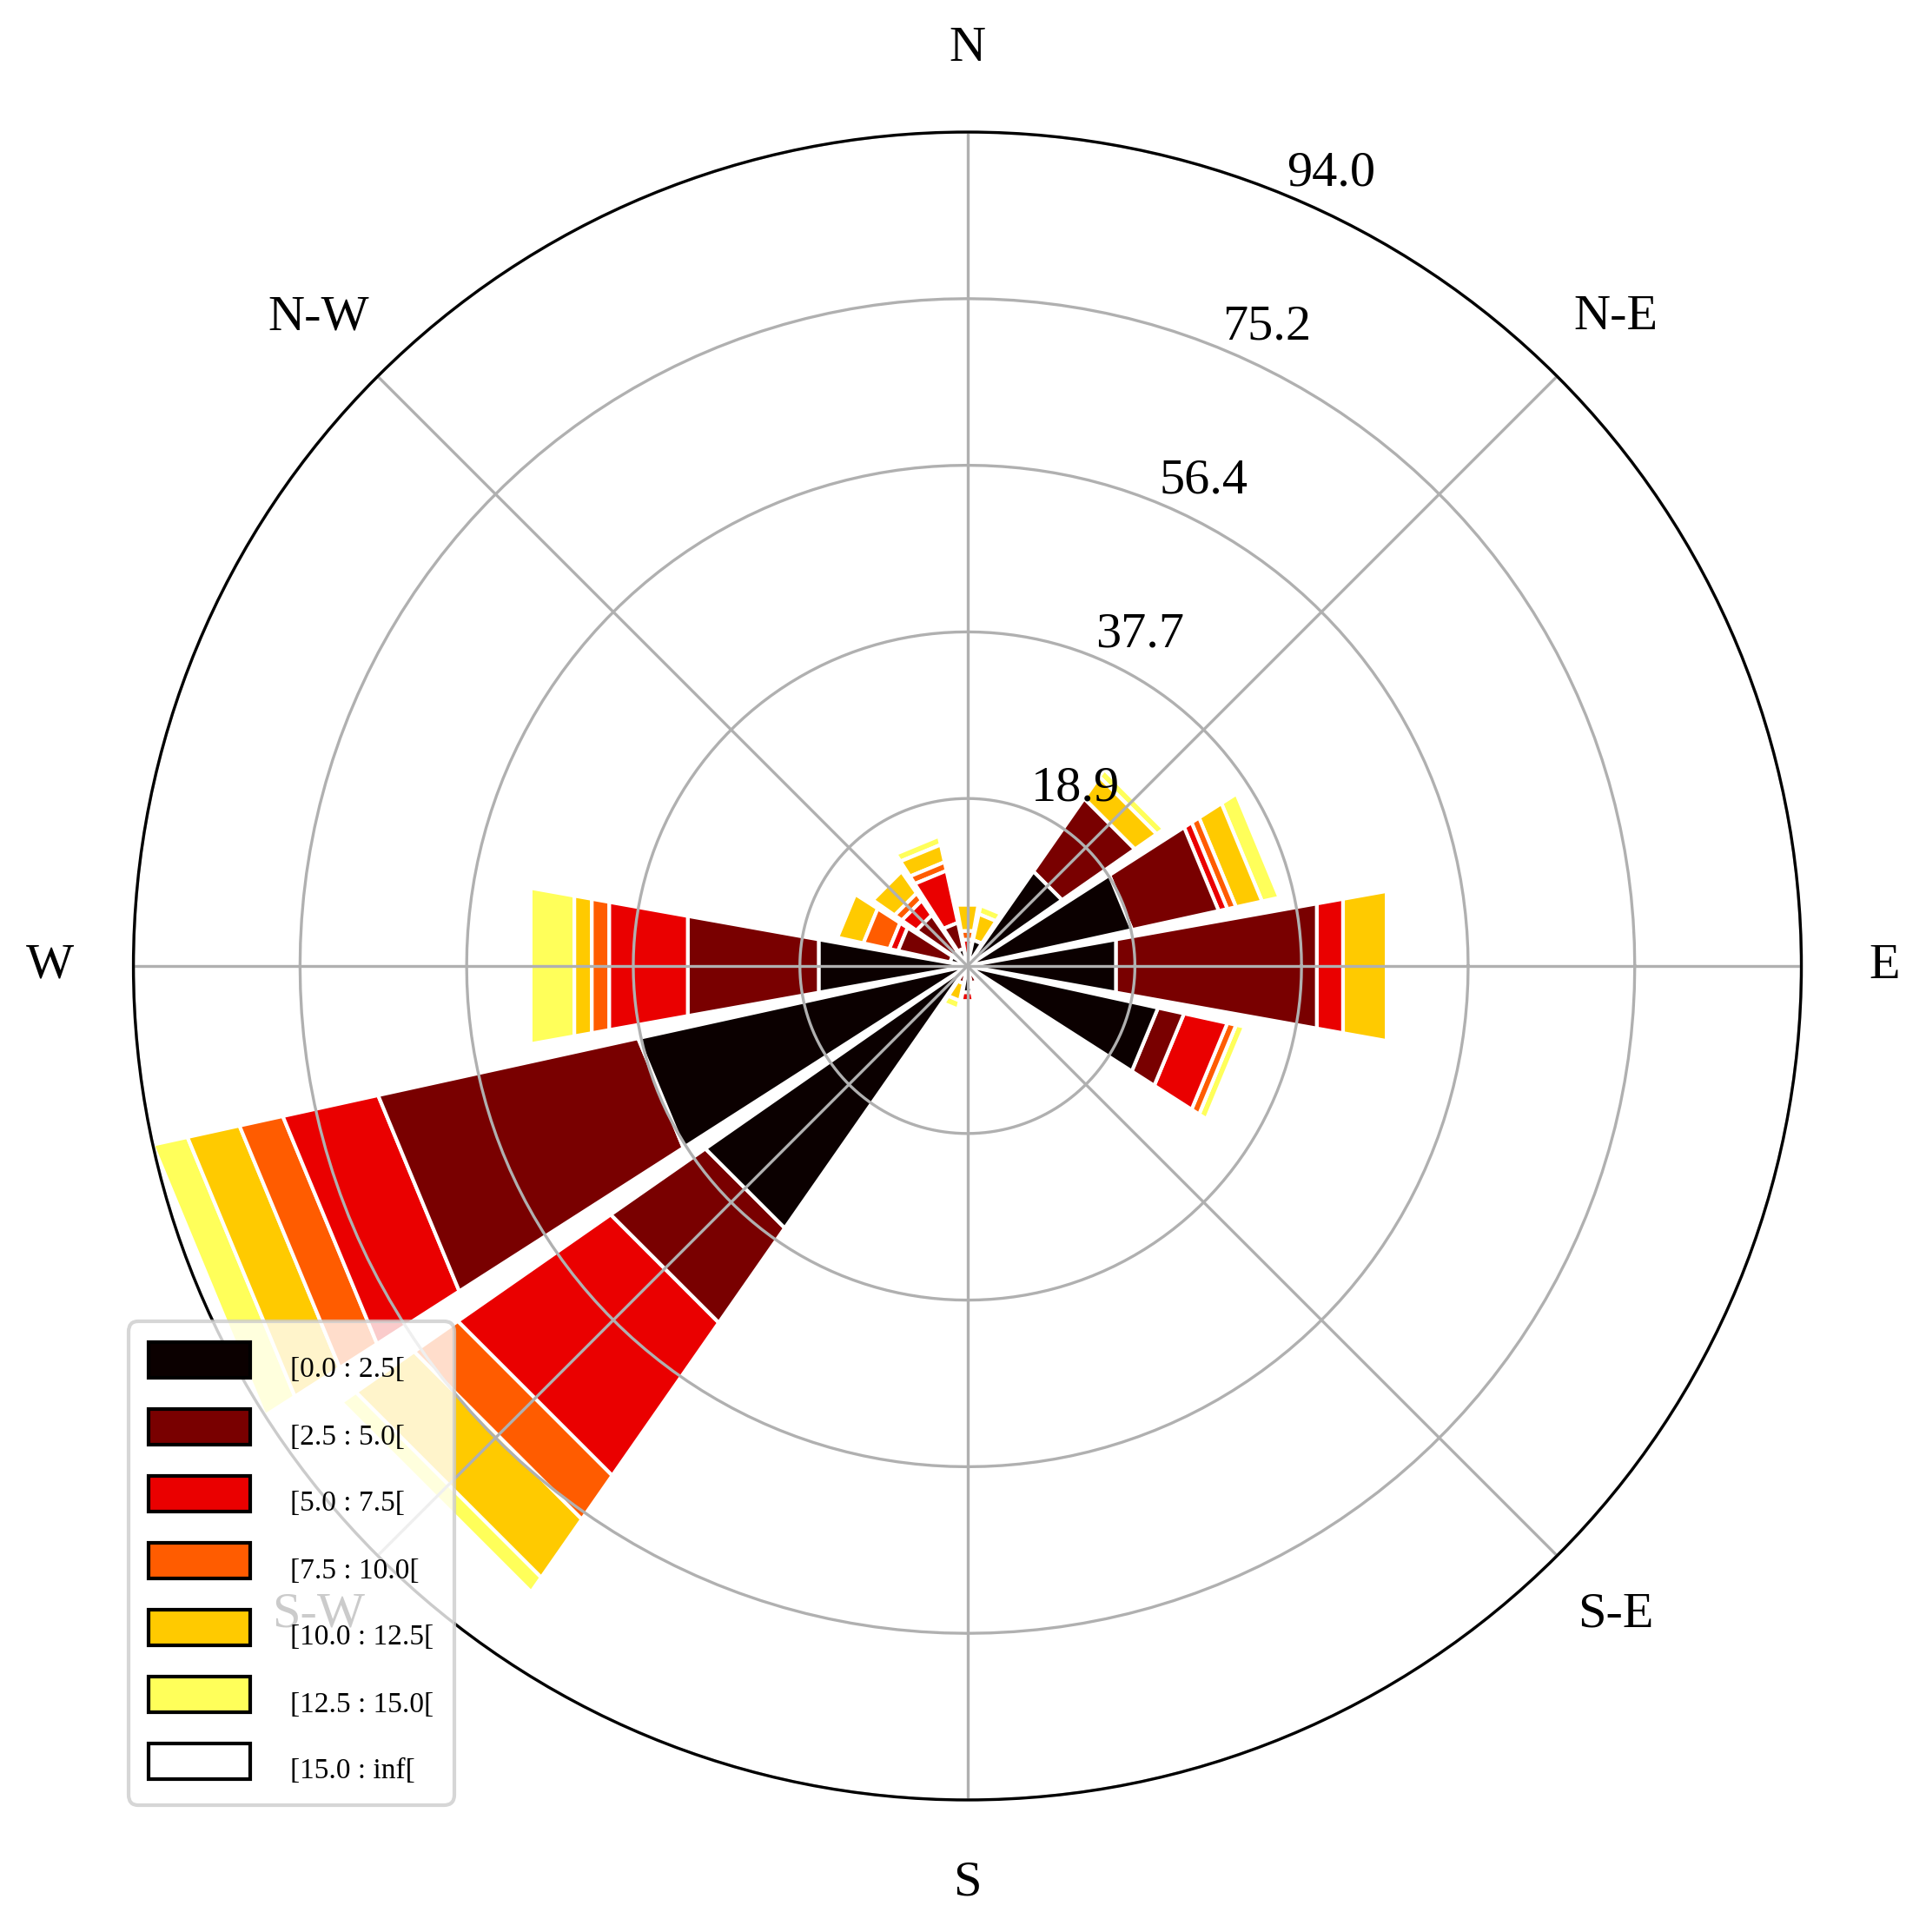 N
94.0
N-W
N-E
75.2
56.4
37.7
18.9
W
E
[0.0 : 2.5[
[2.5 : 5.0[
[5.0 : 7.5[
[7.5 : 10.0[
S-W
S-E
[10.0 : 12.5[
[12.5 : 15.0[
[15.0 : inf[
S